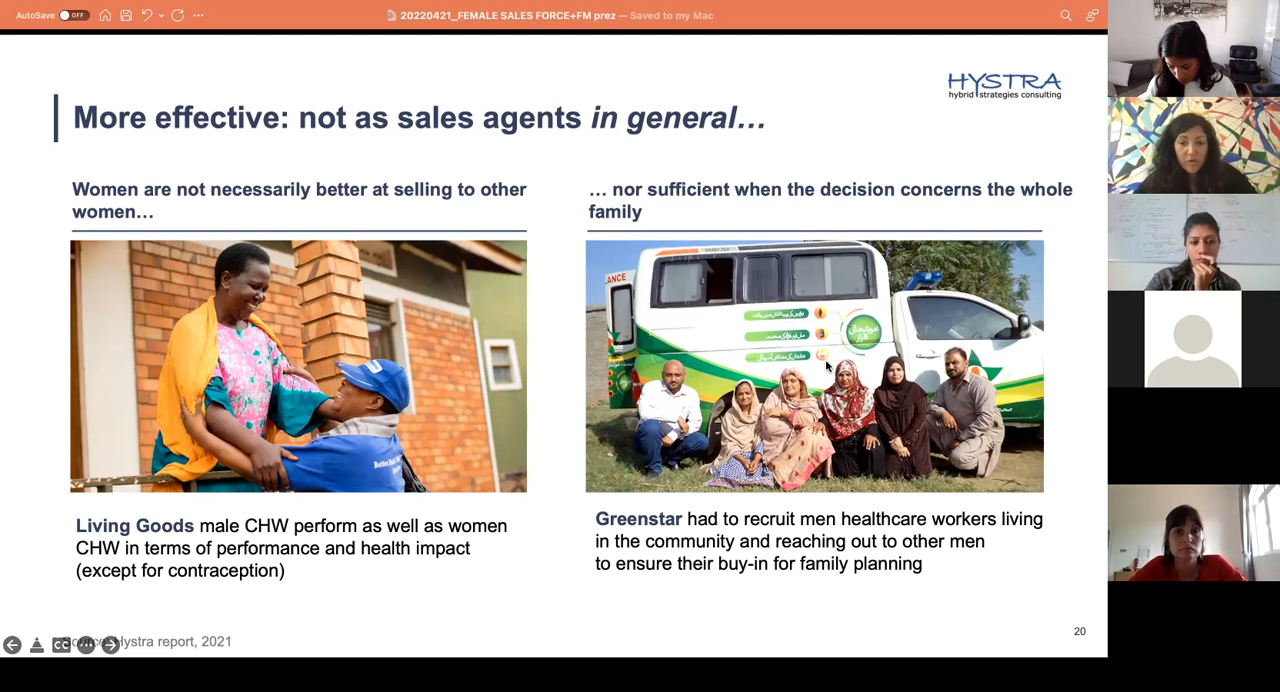 AutoSave OFF
20220421_FEMALE SALES FORCE+FM prez — Saved to my Mac
HYSTRA
hybrid strategies consulting
More effective: not as sales agents in general…
Women are not necessarily better at selling to other
women…
… nor sufficient when the decision concerns the whole
family
LANCE
Living Goods male CHW perform as well as women
CHW in terms of performance and health impact
(except for contraception)
Greenstar had to recruit men healthcare workers living
in the community and reaching out to other men
to ensure their buy-in for family planning
Hystra report, 2021
CC
20